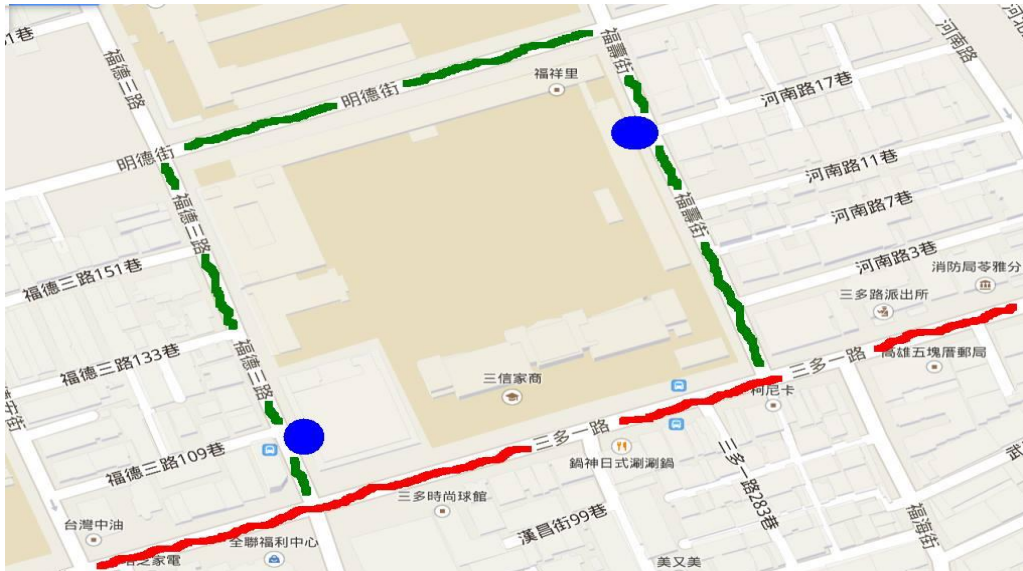 福德三路
福壽街
河南路
福祥里
明德街
河南路17巷
明德街
河南路11巷
福德三路
福壽街
河南路7巷
福德三路151巷
河南路3巷
消防局苓雅分
三多路派出所
福德三路133巷
福德三路
三多一路
高雄五塊厝郵局
三信家商
柯尼卡
三多一路
福德三路109巷
鍋神日式涮涮鍋
三多一路283巷
三多時尚球館
漢昌街99巷
福海街
台灣中油
全聯福利中心
美又美